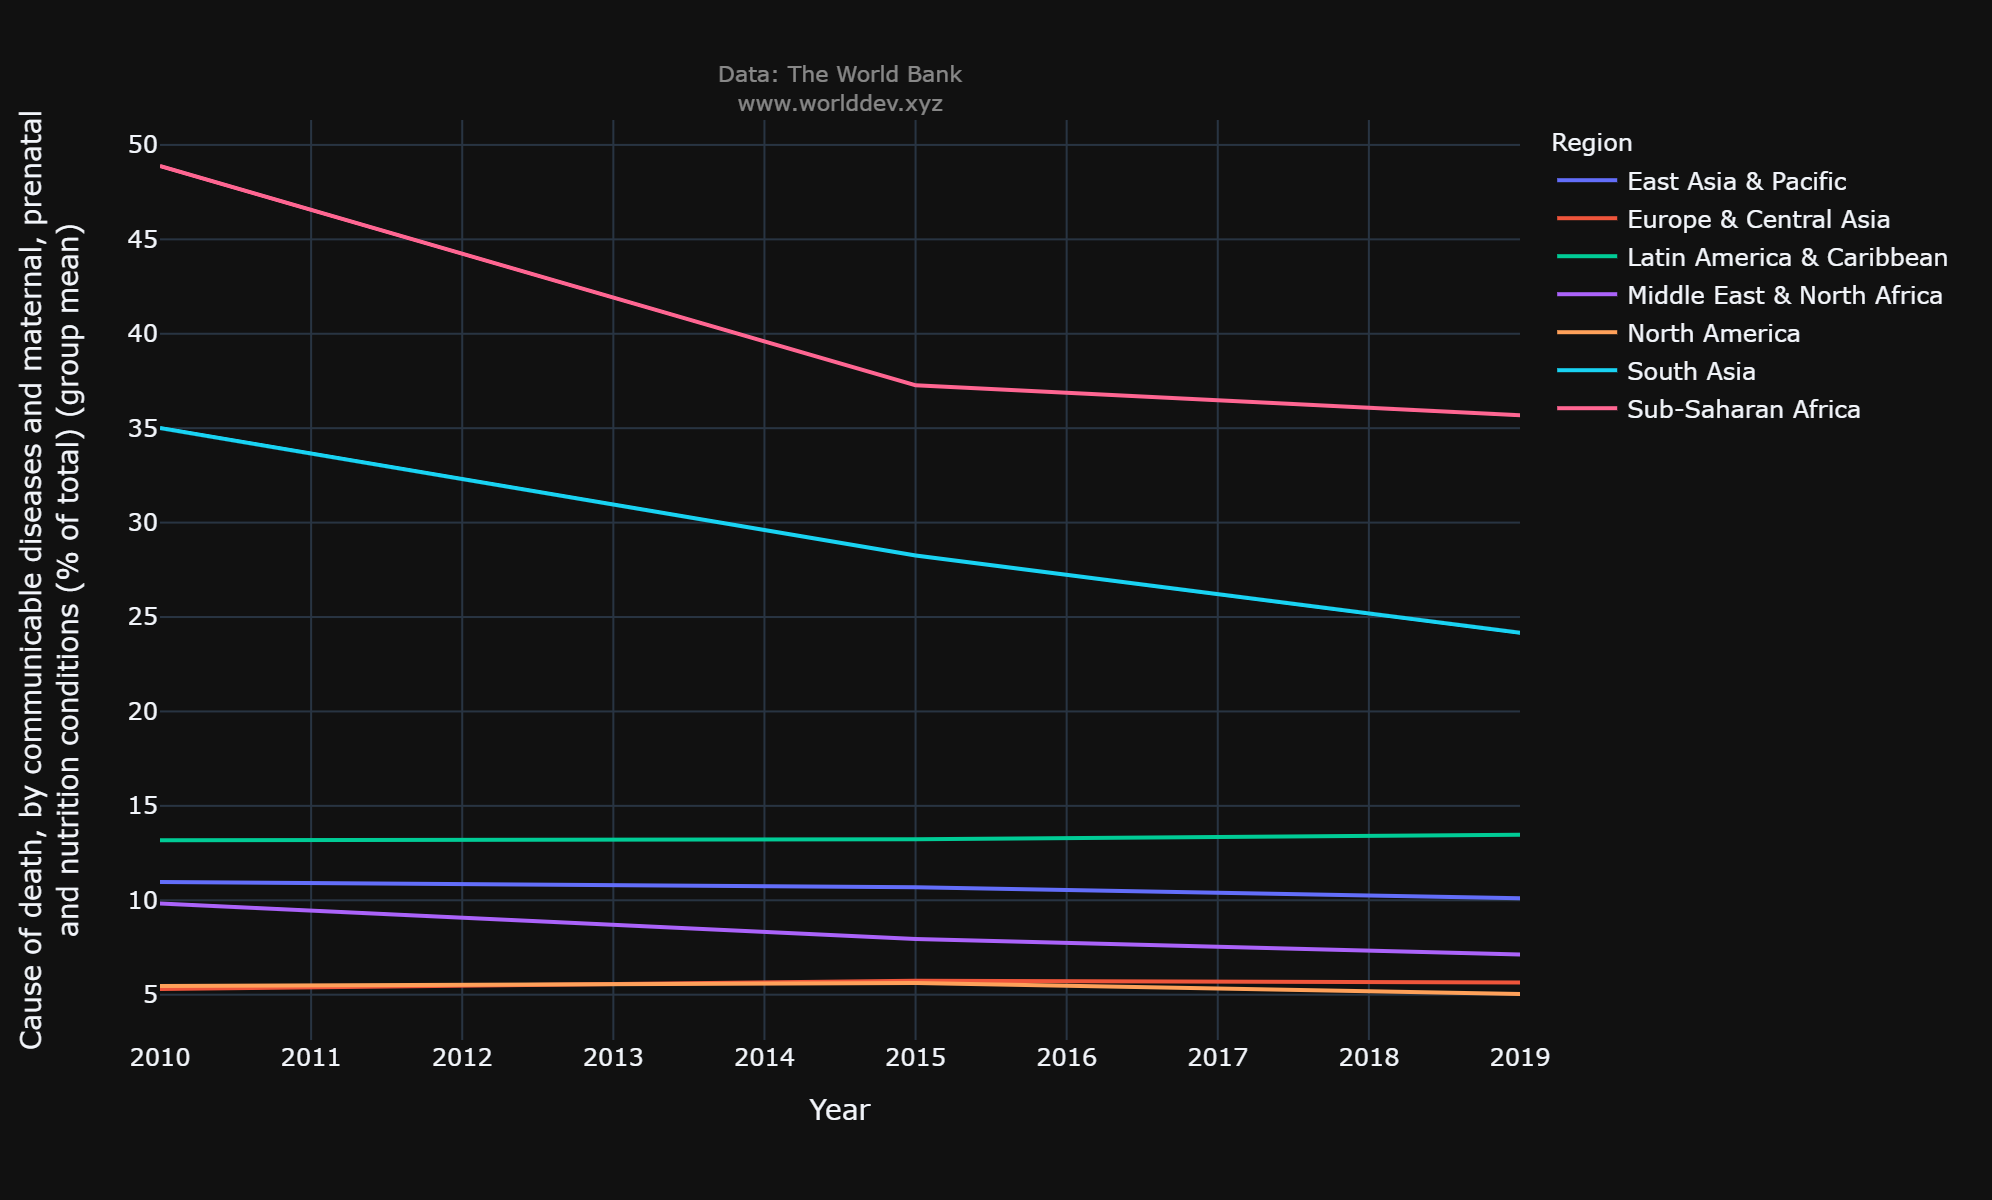 Data: The World Bank
www.worlddev.xyz
Cause of death, by communicable diseases and maternal, prenatal
and nutrition conditions (% of total) (group mean)
50
45
40
35
30
25
20
15
10
5
2010 2011 2012 2013 2014 2015 2016 2017 2018 2019
Year
Region
East Asia & Pacific
Europe & Central Asia
Latin America & Caribbean
Middle East & North Africa
North America
South Asia
Sub-Saharan Africa